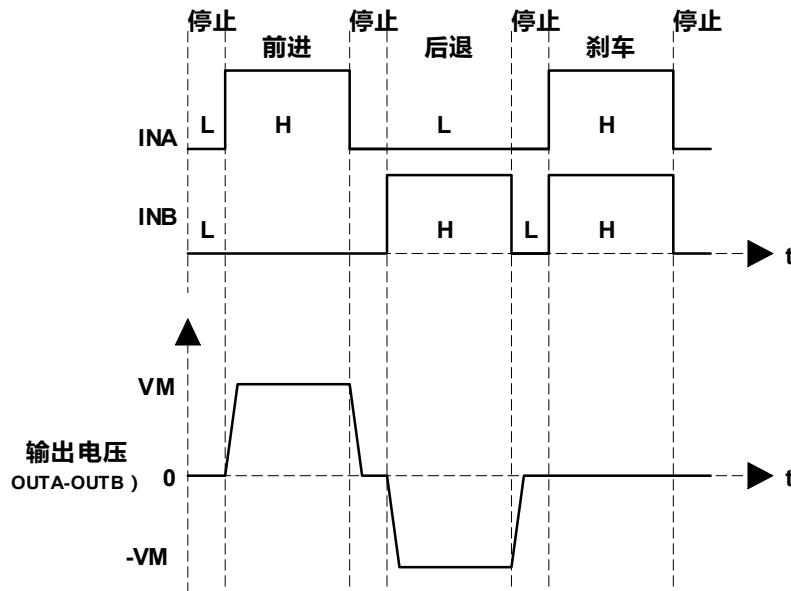 停止 停止 停止 停止
前进 后退 刹车
L H L H
INA
INB
L H L H
t
VM
输出电压
OUTA-OUTB ) 0 t
-VM